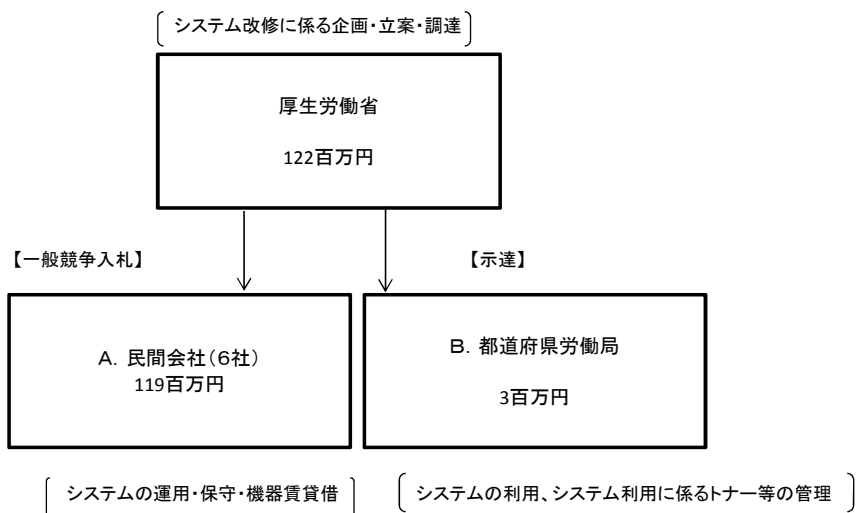 システム改修に係る企画・立案・調達
厚生労働省
122百万円
【一般競争入札】
【示達】
A. 民間会社(6社)
119百万円
B. 都道府県労働局
3百万円
システムの運用・保守・機器賃貸借
システムの利用、システム利用に係るトナー等の管理